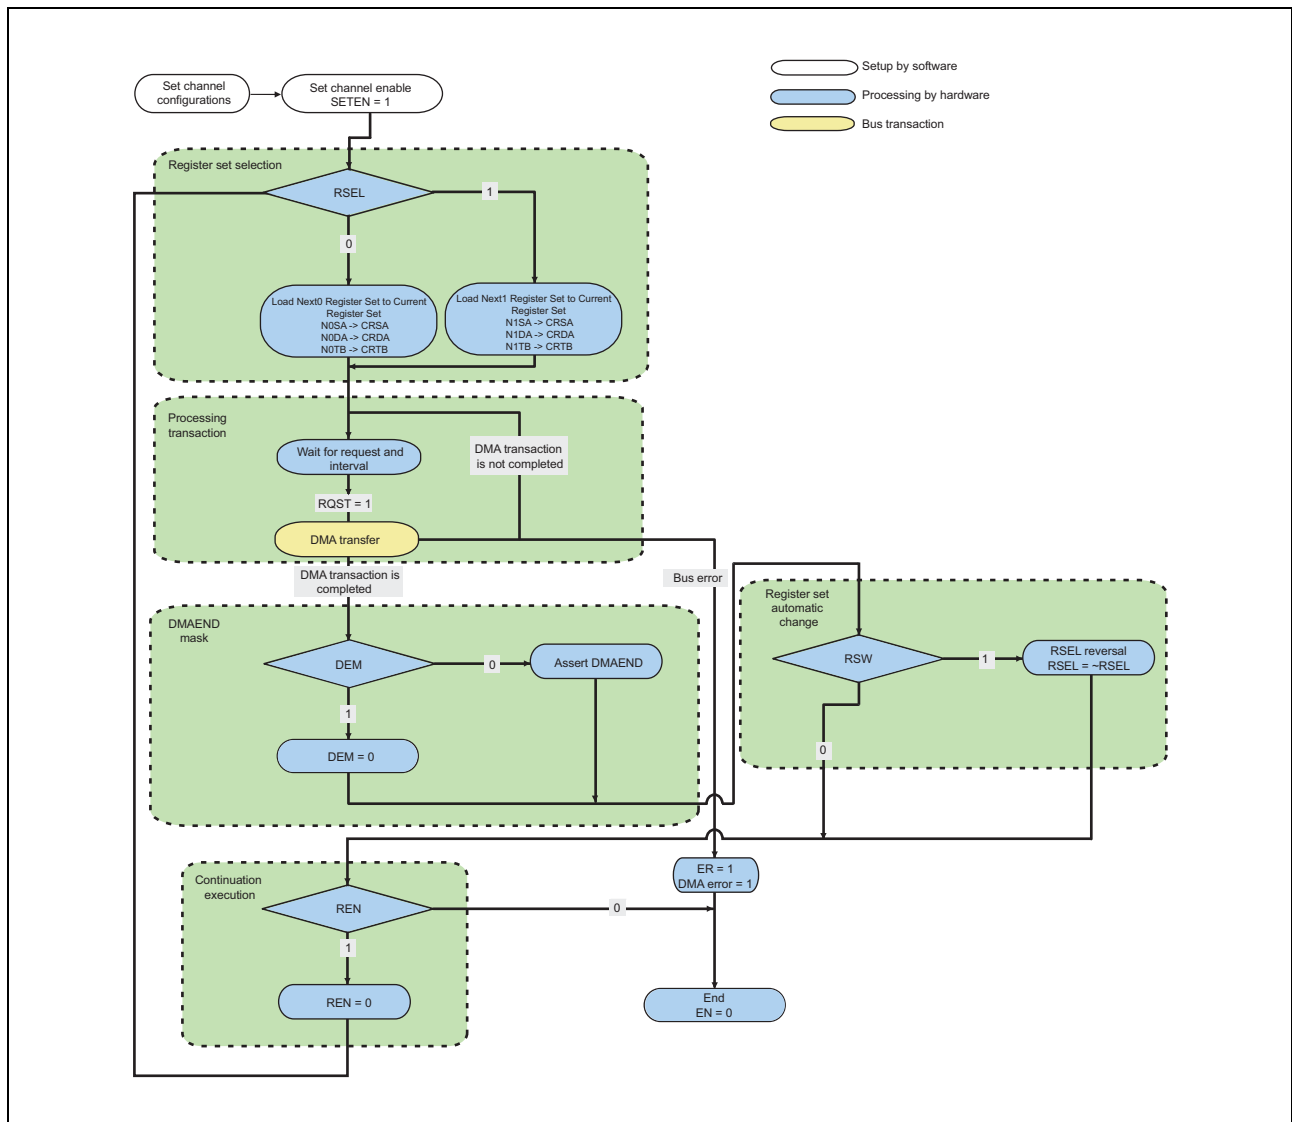 Set channel
configurations
Set channel enable
SETEN = 1
Setup by software
Processing by hardware
Bus transaction
Register set selection
RSEL
1
0
Load Next0 Register Set to Current
Register Set
N0SA -> CRSA
N0DA -> CRDA
N0TB -> CRTB
Load Next1 Register Set to Current
Register Set
N1SA -> CRSA
N1DA -> CRDA
N1TB -> CRTB
Processing
transaction
Wait for request and
interval
DMA transaction
is not completed
RQST = 1
DMA transfer
DMA transaction is
completed
Bus error
DMAEND
mask
DEM
0
Assert DMAEND
1
DEM = 0
Register set
automatic
change
RSW
1
RSEL reversal
RSEL = ~RSEL
0
ER = 1
DMA error = 1
Continuation
execution
REN
0
1
REN = 0
End
EN = 0